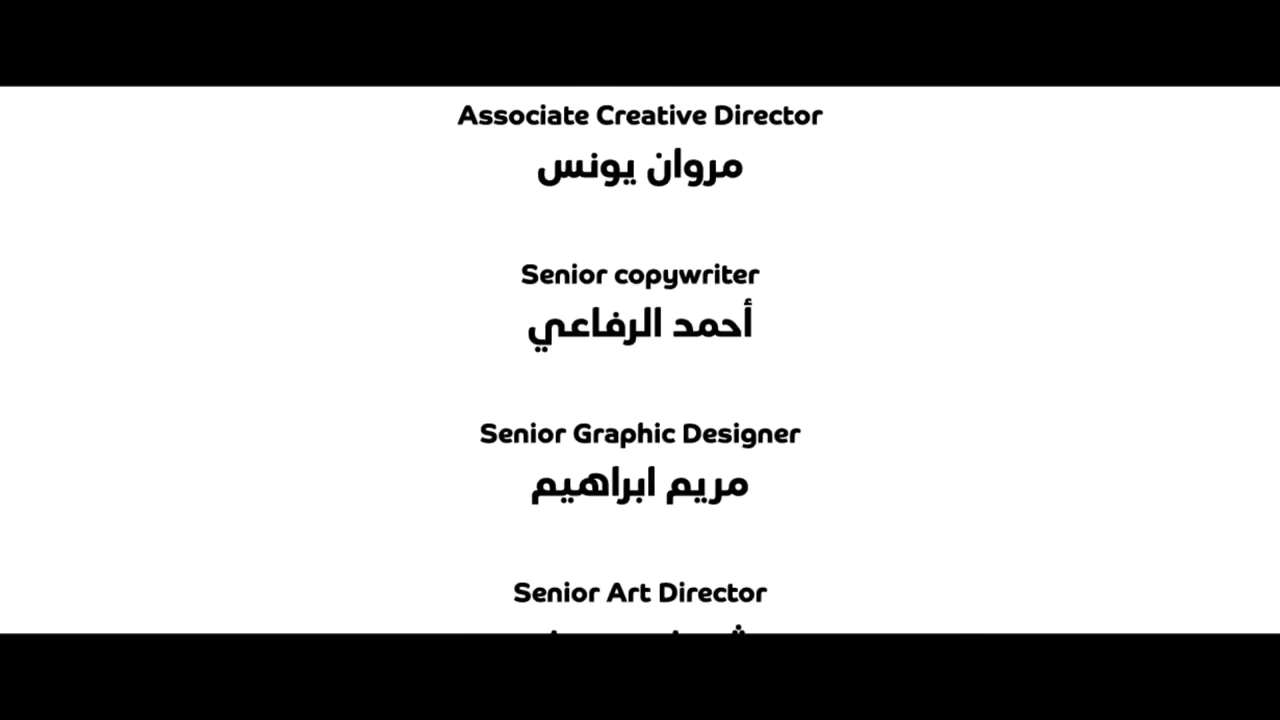 Associate Creative Director
مروان يونس
Senior copywriter
أحمد الرفاعي
Senior Graphic Designer
مريم ابراهيم
Senior Art Director